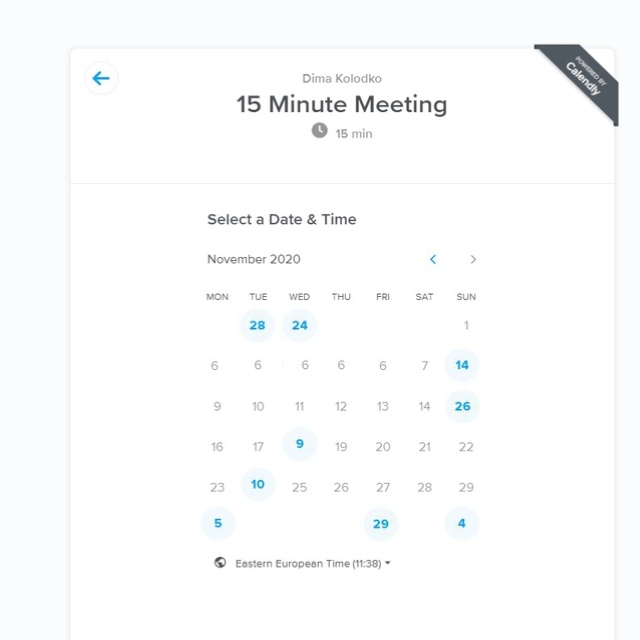 POWERED BY
Calendly
Dima Kolodko
15 Minute Meeting
15 min
Select a Date & Time
November 2020
MON TUE WED THU FRI SAT SUN
28 24 1
6 6 6 6 6 7 14
9 10 11 12 13 14 26
16 17 9 19 20 21 22
23 10 25 26 27 28 29
5 29 4
Eastern European Time (11:38)